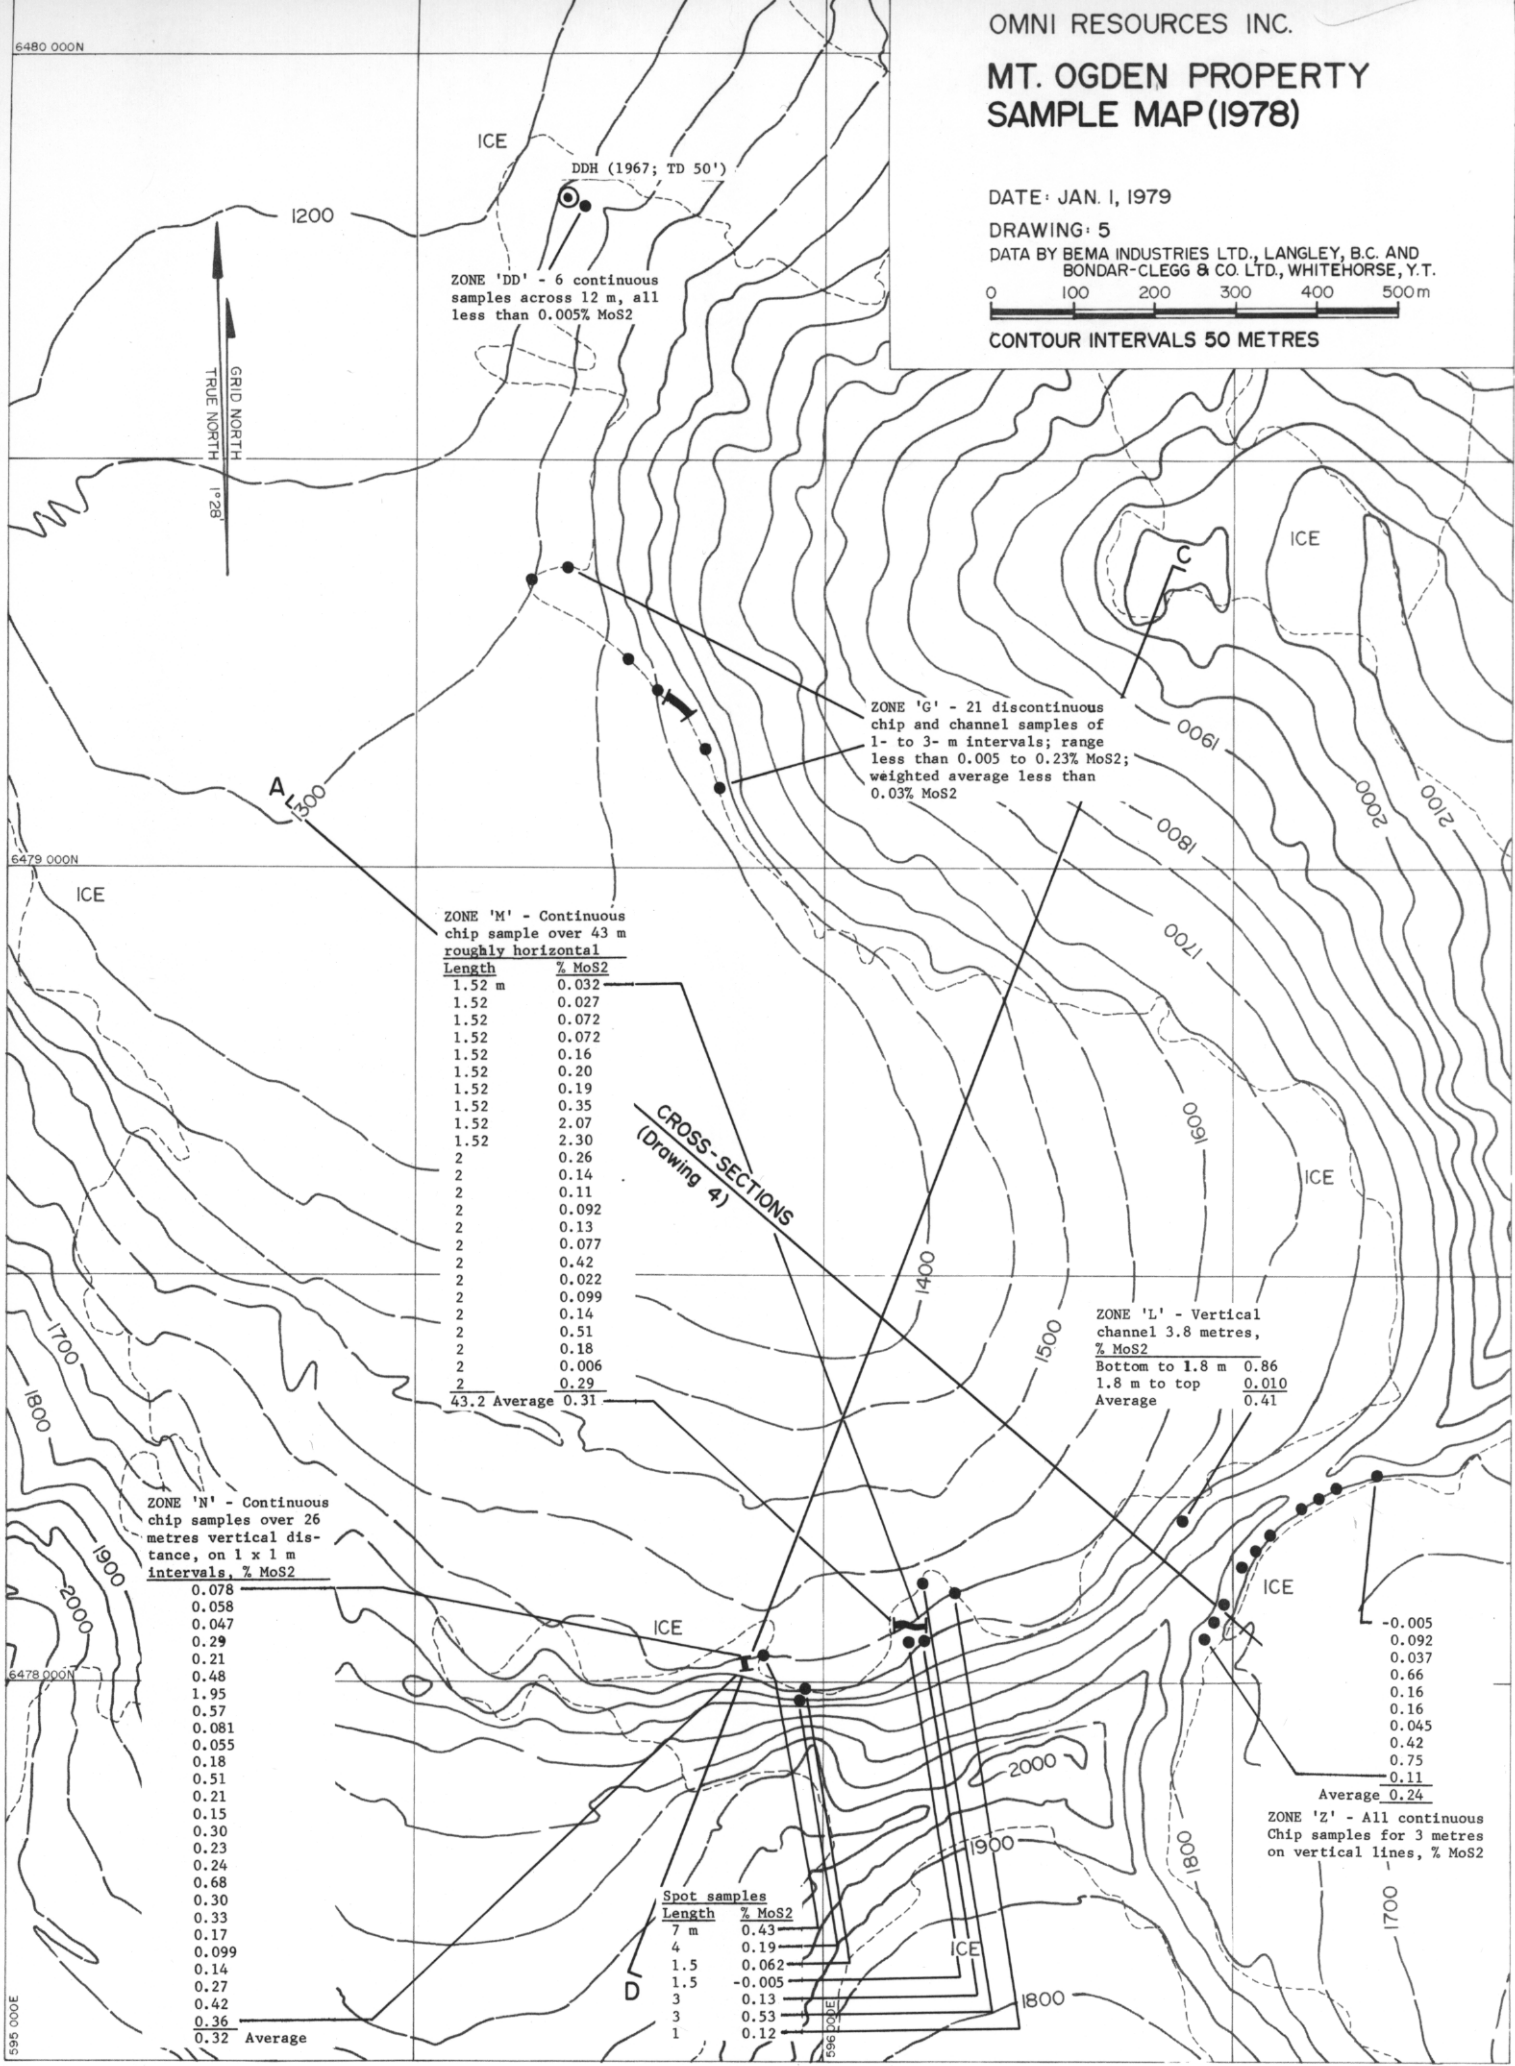 OMNI RESOURCES INC.
MT. OGDEN PROPERTY
SAMPLE MAP (1978)
DATE: JAN. 1, 1979
DRAWING: 5
DATA BY BEMA INDUSTRIES LTD., LANGLEY, B.C. AND
BONDAR-CLEGG & CO. LTD., WHITEHORSE, Y.T.
0 100 200 300 400 500m
CONTOUR INTERVALS 50 METRES
6480 000N
ICE
DDH (1967; TD 50')
1200
ZONE 'DD' - 6 continuous
samples across 12 m, all
less than 0.005% MoS2
GRID NORTH
TRUE NORTH 1°28'
ICE
C
ZONE 'G' - 21 discontinuous
chip and channel samples of
1- to 3- m intervals; range
less than 0.005 to 0.23% MoS2;
weighted average less than
0.03% MoS2
1900
2000
2100
1800
1700
1600
A
1300
6479 000N
ICE
ZONE 'M' - Continuous
chip sample over 43 m
roughly horizontal
Length % MoS2
1.52 m 0.032
1.52 0.027
1.52 0.072
1.52 0.072
1.52 0.16
1.52 0.20
1.52 0.19
1.52 0.35
1.52 2.07
1.52 2.30
2 0.26
2 0.14
2 0.11
2 0.092
2 0.13
2 0.077
2 0.42
2 0.022
2 0.099
2 0.14
2 0.51
2 0.18
2 0.006
2 0.29
43.2 Average 0.31
CROSS-SECTIONS
(Drawing 4)
ICE
1400
1500
ZONE 'L' - Vertical
channel 3.8 metres,
% MoS2
Bottom to 1.8 m 0.86
1.8 m to top 0.010
Average 0.41
1700
1800
1900
2000
ZONE 'N' - Continuous
chip samples over 26
metres vertical dis-
tance, on 1 x 1 m
intervals, % MoS2
0.078
0.058
0.047
0.29
0.21
0.48
1.95
0.57
0.081
0.055
0.18
0.51
0.21
0.15
0.30
0.23
0.24
0.68
0.30
0.33
0.17
0.099
0.14
0.27
0.42
0.36
0.32 Average
6478 000N
ICE
ICE
-0.005
0.092
0.037
0.66
0.16
0.16
0.045
0.42
0.75
0.11
Average 0.24
ZONE 'Z' - All continuous
Chip samples for 3 metres
on vertical lines, % MoS2
2000
1900
1800
1700
Spot samples
Length % MoS2
7 m 0.43
4 0.19
1.5 0.062
1.5 -0.005
3 0.13
3 0.53
1 0.12
ICE
D
1800
595 000E
596 000E